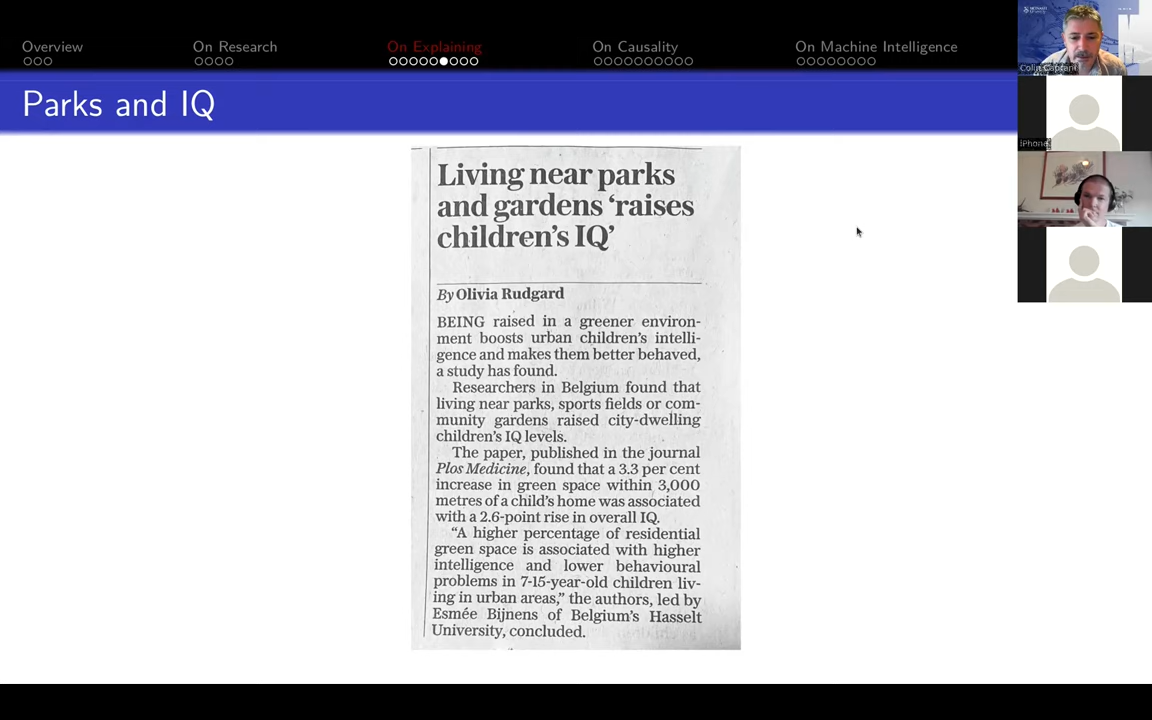 Overview
On Research
On Explaining
On Causality
On Machine Intelligence
Parks and IQ
Living near parks
and gardens ‘raises
children’s IQ’
By Olivia Rudgard
BEING raised in a greener environ-
ment boosts urban children’s intelli-
gence and makes them better behaved,
a study has found.
Researchers in Belgium found that
living near parks, sports fields or com-
munity gardens raised city-dwelling
children’s IQ levels.
The paper, published in the journal
Plos Medicine, found that a 3.3 per cent
increase in green space within 3,000
metres of a child’s home was associated
with a 2.6-point rise in overall IQ.
“A higher percentage of residential
green space is associated with higher
intelligence and lower behavioural
problems in 7-15-year-old children liv-
ing in urban areas,” the authors, led by
Esmée Bijnens of Belgium’s Hasselt
University, concluded.
Colin Caprani
iPhone